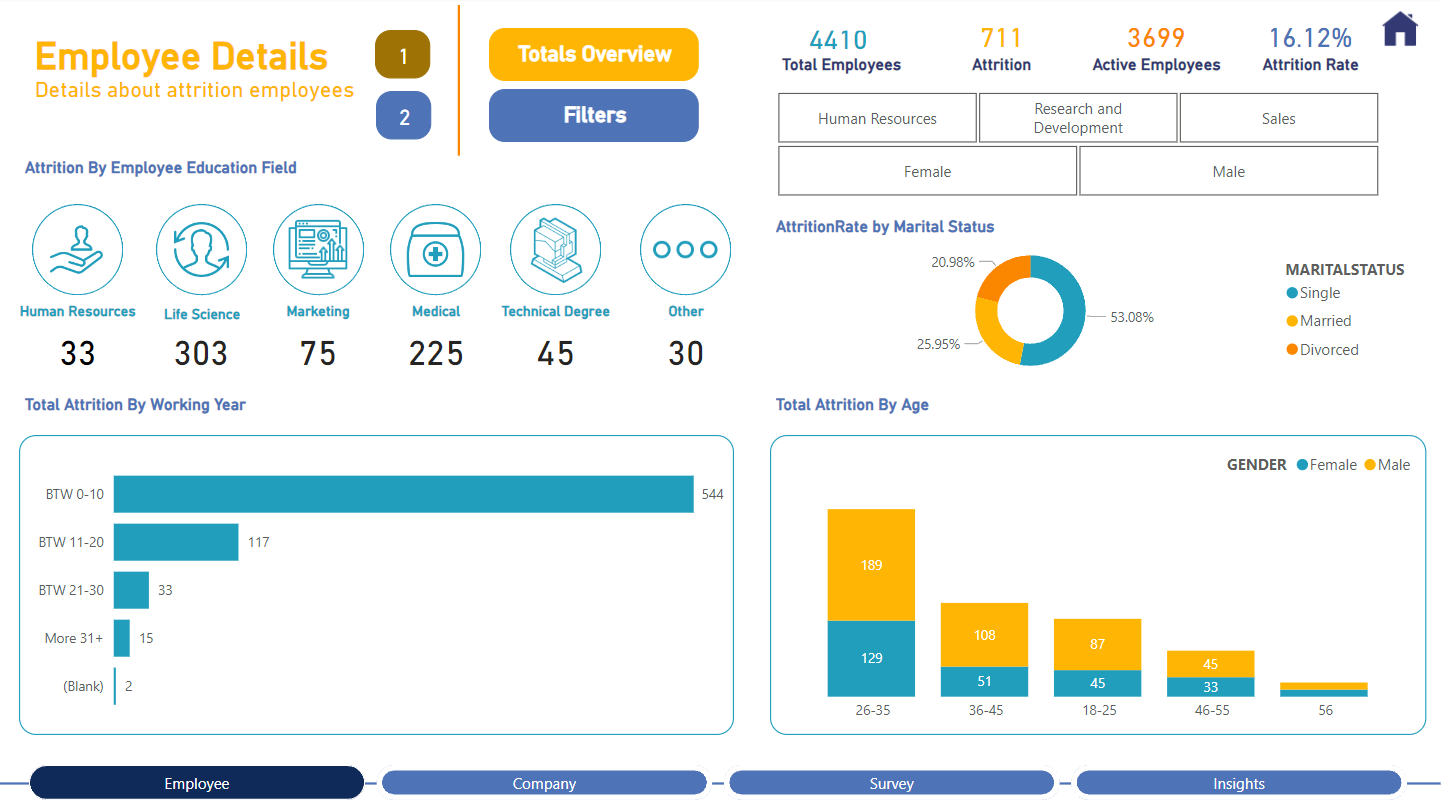 Employee Details
Details about attrition employees
1
2
Totals Overview
Filters
4410
Total Employees
711
Attrition
3699
Active Employees
16.12%
Attrition Rate
Human Resources
Research and
Development
Sales
Female
Male
Attrition By Employee Education Field
Human Resources
Life Science
Marketing
Medical
Technical Degree
Other
33
303
75
225
45
30
AttritionRate by Marital Status
20.98%
25.95%
53.08%
MARITALSTATUS
Single
Married
Divorced
Total Attrition By Working Year
BTW 0-10
544
BTW 11-20
117
BTW 21-30
33
More 31+
15
(Blank)
2
Total Attrition By Age
GENDER
Female
Male
189
129
108
51
87
45
45
33
26-35
36-45
18-25
46-55
56
Employee
Company
Survey
Insights